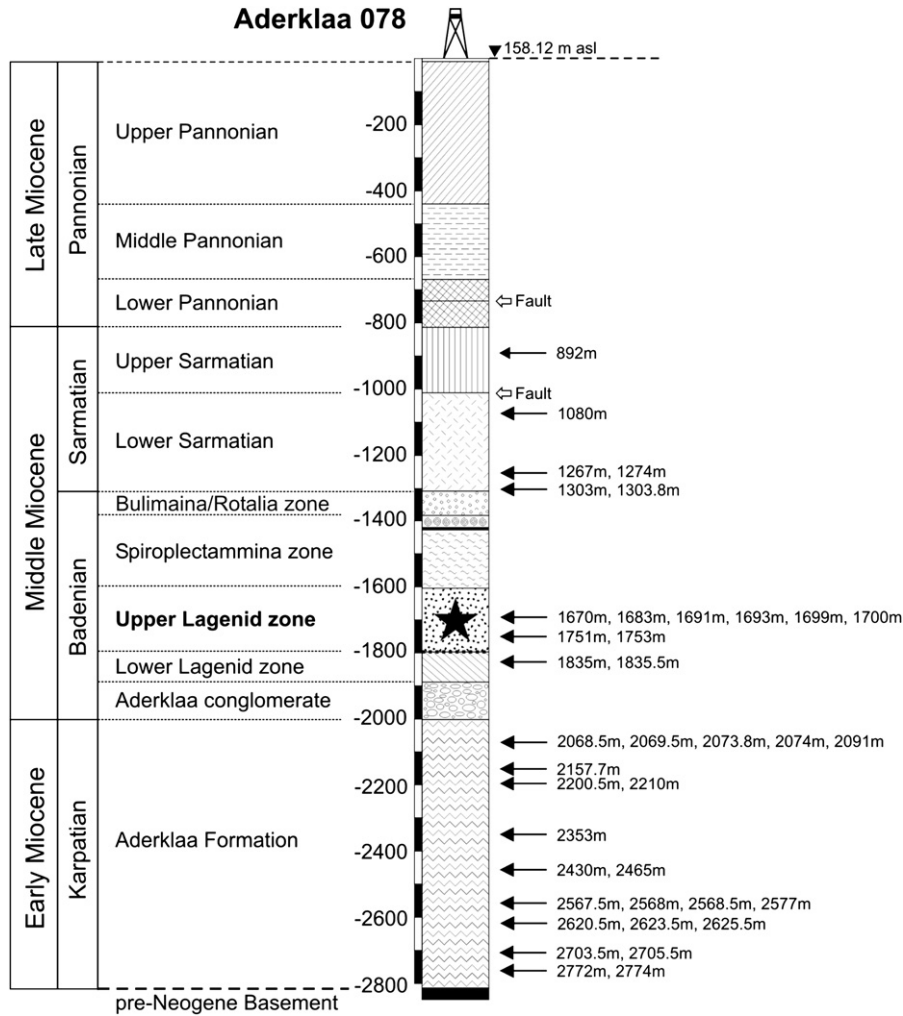 Aderklaa 078
158.12 m asl
Late Miocene
Pannonian
Upper Pannonian
-200
-400
Middle Pannonian
-600
Lower Pannonian
Fault
-800
Middle Miocene
Sarmatian
Upper Sarmatian
892m
-1000
Fault
1080m
Lower Sarmatian
-1200
1267m, 1274m
1303m, 1303.8m
Badenian
Bulimaina/Rotalia zone
-1400
Spiroplectammina zone
-1600
Upper Lagenid zone
1670m, 1683m, 1691m, 1693m, 1699m, 1700m
1751m, 1753m
-1800
Lower Lagenid zone
1835m, 1835.5m
Aderklaa conglomerate
-2000
Early Miocene
Karpatian
2068.5m, 2069.5m, 2073.8m, 2074m, 2091m
2157.7m
-2200
2200.5m, 2210m
Aderklaa Formation
2353m
-2400
2430m, 2465m
2567.5m, 2568m, 2568.5m, 2577m
-2600
2620.5m, 2623.5m, 2625.5m
2703.5m, 2705.5m
2772m, 2774m
-2800
pre-Neogene Basement